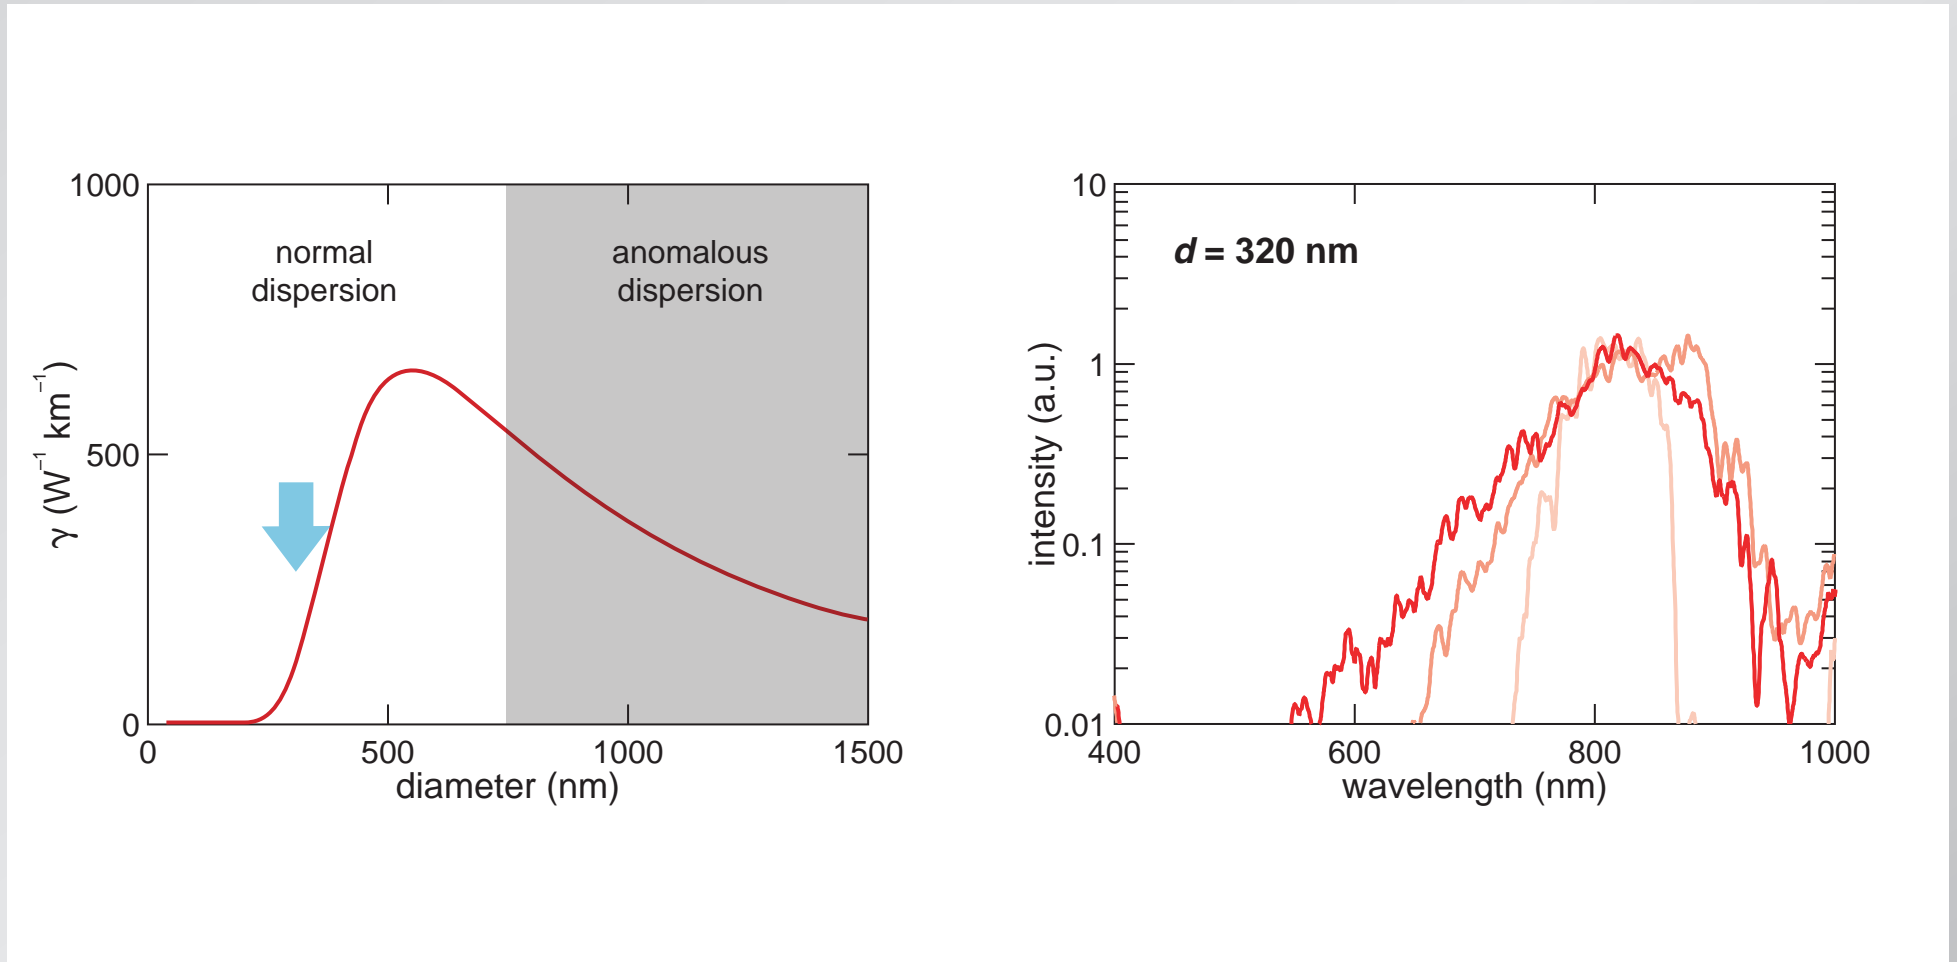 1000
500
0
γ (W⁻¹ km⁻¹)
normal
dispersion
anomalous
dispersion
0 500 1000 1500
diameter (nm)
10
1
0.1
0.01
intensity (a.u.)
d = 320 nm
400 600 800 1000
wavelength (nm)